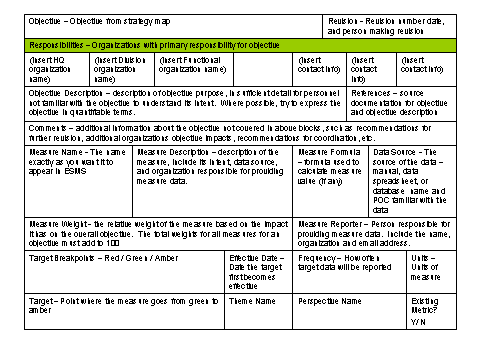 Objective – Objective from strategy map
Revision – Revision number date,
and person making revision
Responsibilities – Organizations with primary responsibility for objective
(Insert HQ
organization
name)
(Insert Division
organization
name)
(Insert Functional
organization name)
(Insert
contact info)
(Insert
contact
info)
(Insert
contact info)
Objective Description – description of objective purpose, in sufficient detail for personnel
not familiar with the objective to understand its intent. Where possible, try to express the
objective in quantifiable terms.
References – source
documentation for objective
and objective description
Comments – additional information about the objective not covered in above blocks, such as recommendations for
further revision, additional organizations objective impacts, recommendations for coordination, etc.
Measure Name - The name
exactly as you want it to
appear in ESMS
Measure Description – description of the
measure, include its intent, data source,
and organization responsible for providing
measure data.
Measure Formula
– formula used to
calculate measure
value (if any)
Data Source – The
source of the data –
manual, data
spreadsheet, or
database name and
POC familiar with the
data
Measure Weight - the relative weight of the measure based on the impact
it has on the overall objective. The total weights for all measures for an
objective must add to 100
Measure Reporter – Person responsible for
providing measure data. Include the name,
organization and email address.
Target Breakpoints – Red / Green / Amber
Effective Date –
Date the target
first becomes
effective
Frequency – How often
target data will be reported
Units –
Units of
measure
Target – Point where the measure goes from green to
amber
Theme Name
Perspective Name
Existing
Metric?
Y/N